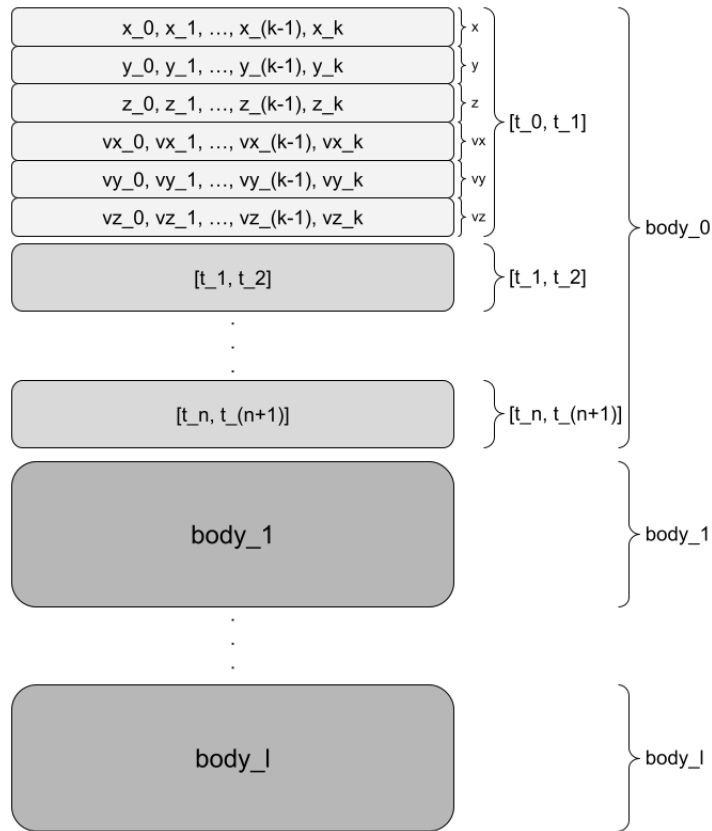 x_0, x_1, …, x_(k-1), x_k
x
y_0, y_1, …, y_(k-1), y_k
y
z_0, z_1, …, z_(k-1), z_k
z
[t_0, t_1]
vx_0, vx_1, …, vx_(k-1), vx_k
vx
vy_0, vy_1, …, vy_(k-1), vy_k
vy
vz_0, vz_1, …, vz_(k-1), vz_k
vz
body_0
[t_1, t_2]
[t_1, t_2]
.
.
.
[t_n, t_(n+1)]
[t_n, t_(n+1)]
body_1
body_1
.
.
.
body_l
body_l